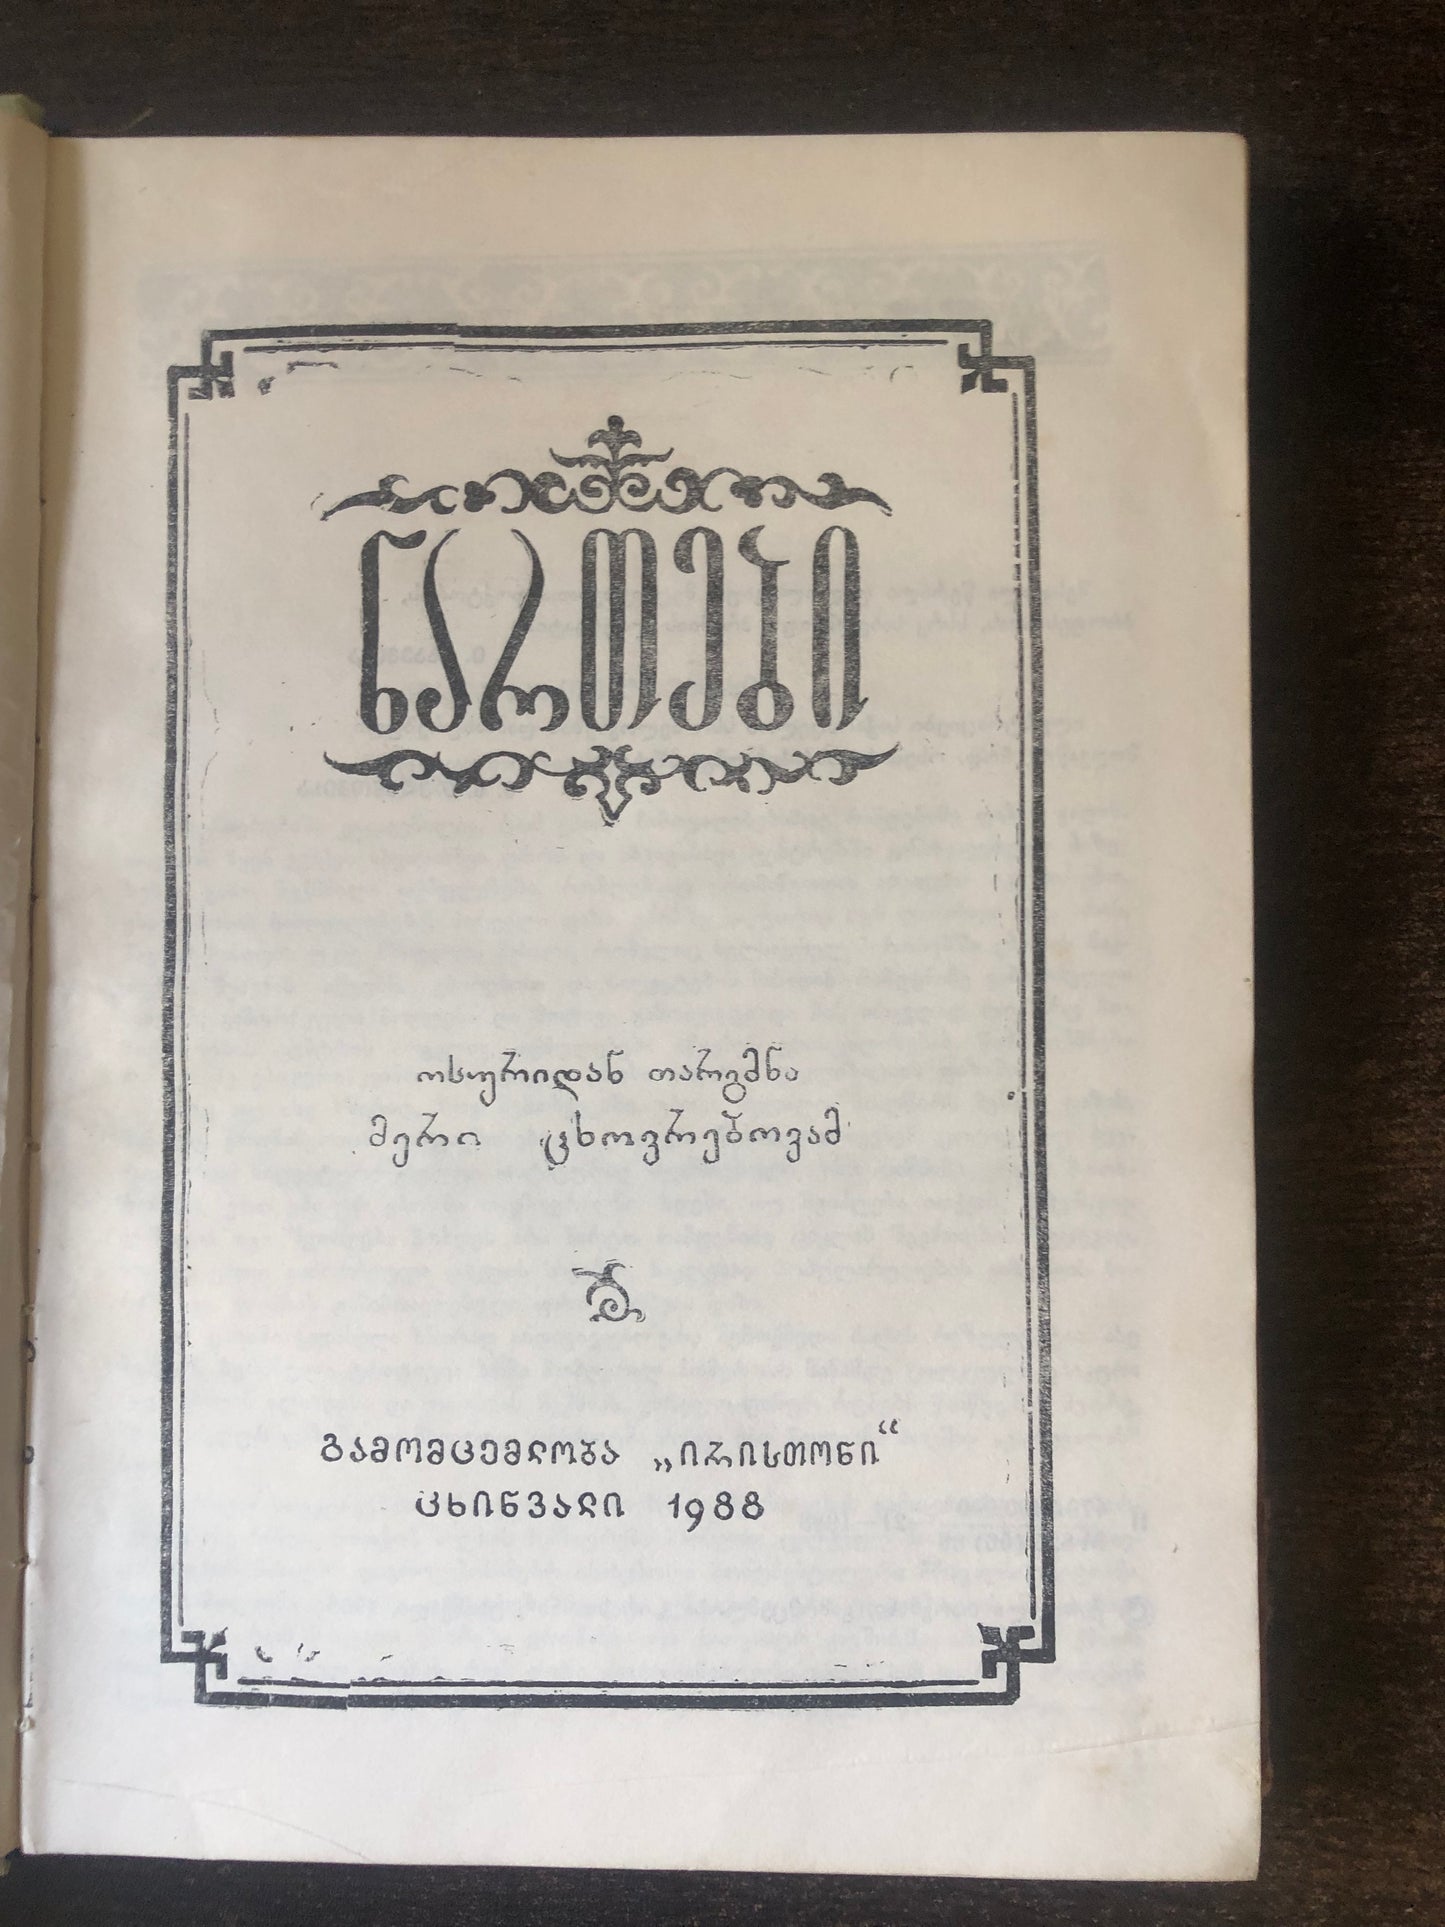 ნართები
ოსურიდან თარგმნა
მერი ცხოვრებოვამ
გამომცემლობა „ირისთონი“
ცხინვალი 1988